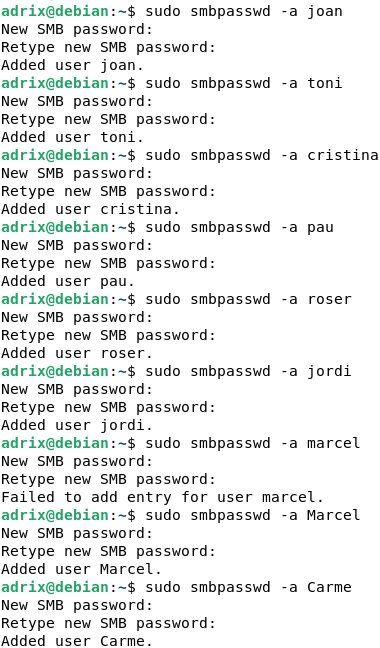 adrix@debian:~$ sudo smbpasswd -a joan
New SMB password:
Retype new SMB password:
Added user joan.
adrix@debian:~$ sudo smbpasswd -a toni
New SMB password:
Retype new SMB password:
Added user toni.
adrix@debian:~$ sudo smbpasswd -a cristina
New SMB password:
Retype new SMB password:
Added user cristina.
adrix@debian:~$ sudo smbpasswd -a pau
New SMB password:
Retype new SMB password:
Added user pau.
adrix@debian:~$ sudo smbpasswd -a roser
New SMB password:
Retype new SMB password:
Added user roser.
adrix@debian:~$ sudo smbpasswd -a jordi
New SMB password:
Retype new SMB password:
Added user jordi.
adrix@debian:~$ sudo smbpasswd -a marcel
New SMB password:
Retype new SMB password:
Failed to add entry for user marcel.
adrix@debian:~$ sudo smbpasswd -a Marcel
New SMB password:
Retype new SMB password:
Added user Marcel.
adrix@debian:~$ sudo smbpasswd -a Carme
New SMB password:
Retype new SMB password:
Added user Carme.